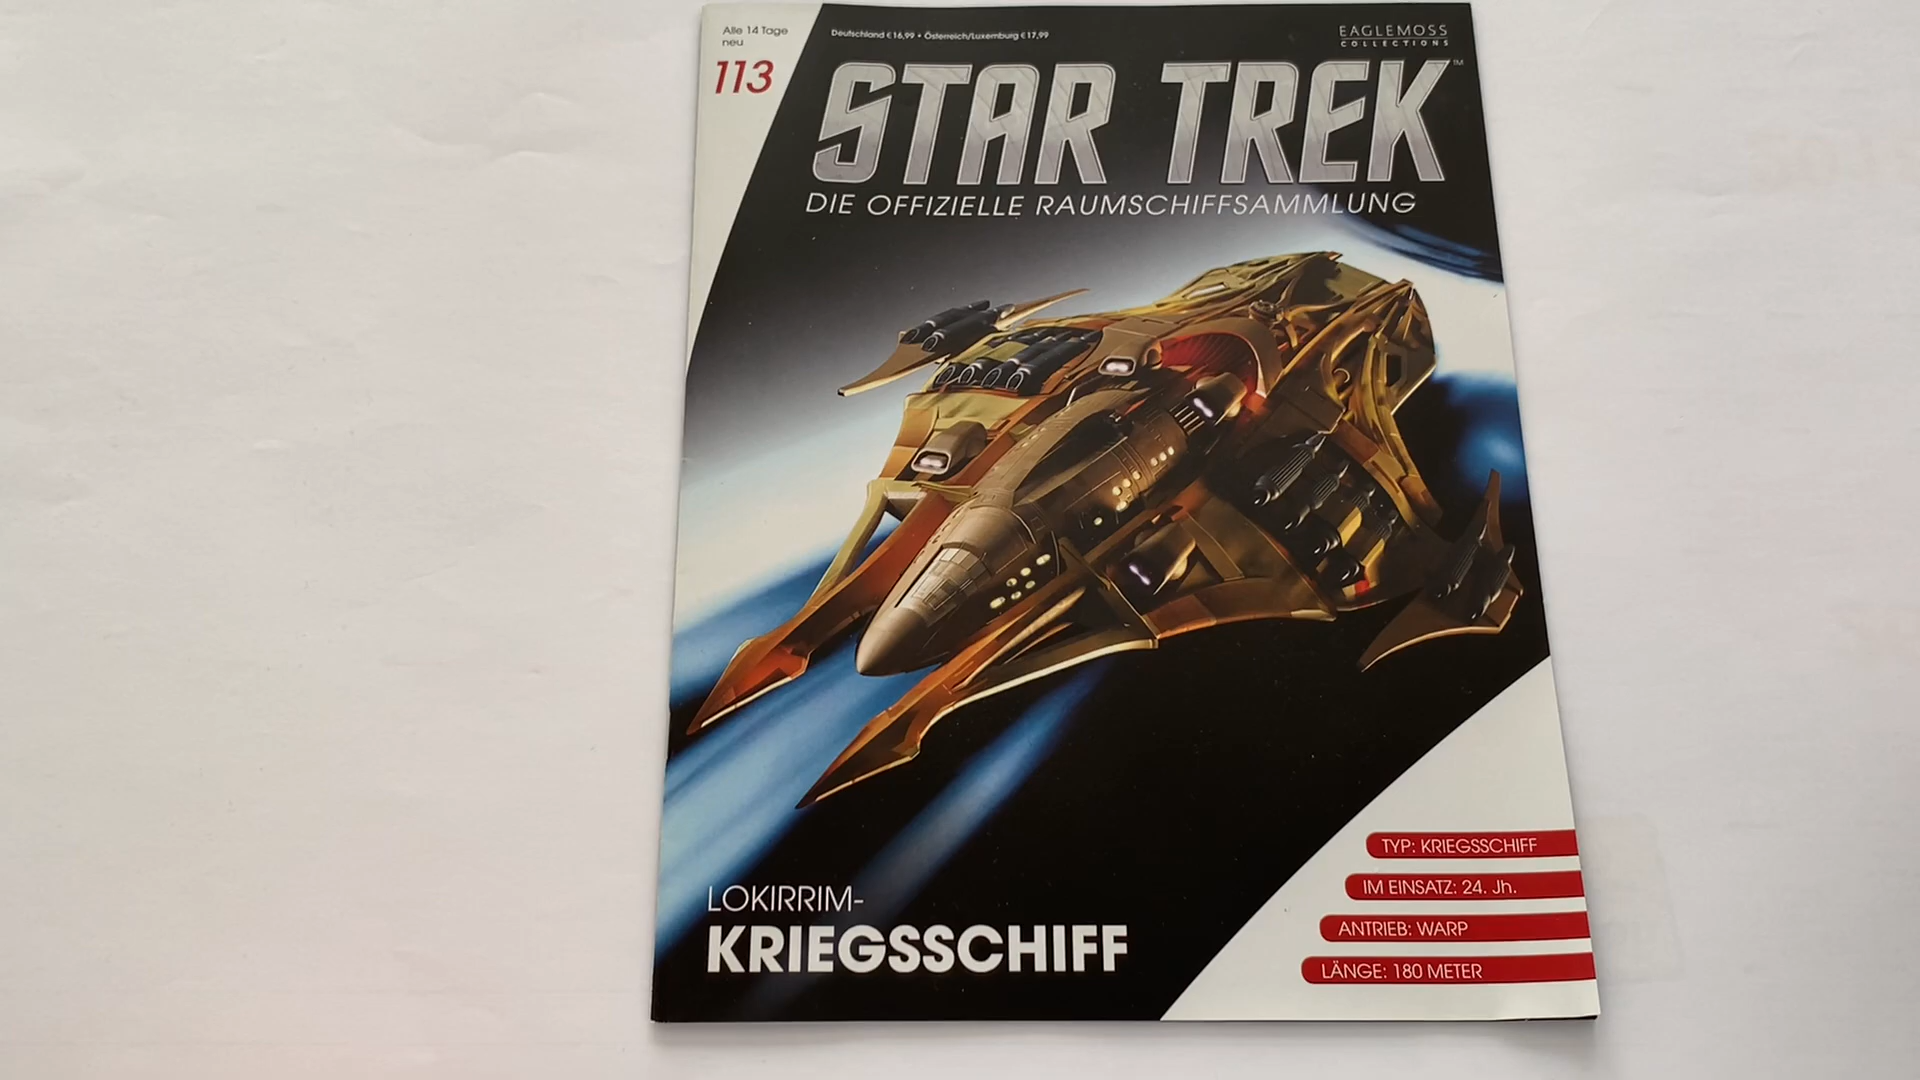 Alle 14 Tage
neu
113
Deutschland € 16,99 • Österreich/Luxemburg € 17,99
EAGLEMOSS
COLLECTIONS
STAR TREK™
DIE OFFIZIELLE RAUMSCHIFFSAMMLUNG
LOKIRRIM-
KRIEGSSCHIFF
TYP: KRIEGSSCHIFF
IM EINSATZ: 24. Jh.
ANTRIEB: WARP
LÄNGE: 180 METER